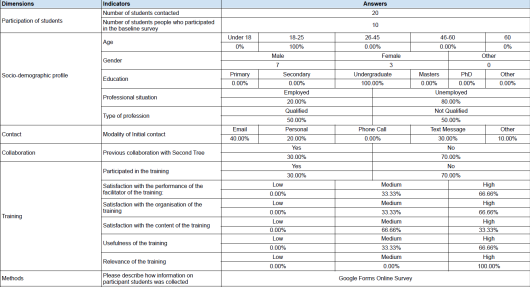 Dimensions Indicators Answers
Participation of students
Number of students contacted 20
Number of students people who participated in the baseline survey 10
Socio-demographic profile
Age
Under 18 18-25 26-45 46-60 60
0% 100% 0.00% 0.00% 0%
Gender
Male Female Other
7 3 0
Education
Primary Secondary Undergraduate Masters PhD Other
0.00% 0.00% 100.00% 0.00% 0.00% 0.00%
Professional situation
Employed Unemployed
20.00% 80.00%
Type of profession
Qualified Not Qualified
50.00% 50.00%
Contact
Modality of Initial contact
Email Personal Phone Call Text Message Other
40.00% 20.00% 0.00% 30.00% 10.00%
Collaboration
Previous collaboration with Second Tree
Yes No
30.00% 70.00%
Training
Participated in the training
Yes No
30.00% 70.00%
Satisfaction with the performance of the facilitator of the training:
Low Medium High
0.00% 33.33% 66.66%
Satisfaction with the organisation of the training
Low Medium High
0.00% 33.33% 66.66%
Satisfaction with the content of the training
Low Medium High
0.00% 66.66% 33.33%
Usefulness of the training
Low Medium High
0.00% 33.33% 66.66%
Relevance of the training
Low Medium High
0.00% 0.00% 100.00%
Methods
Please describe how information on participant students was collected
Google Forms Online Survey